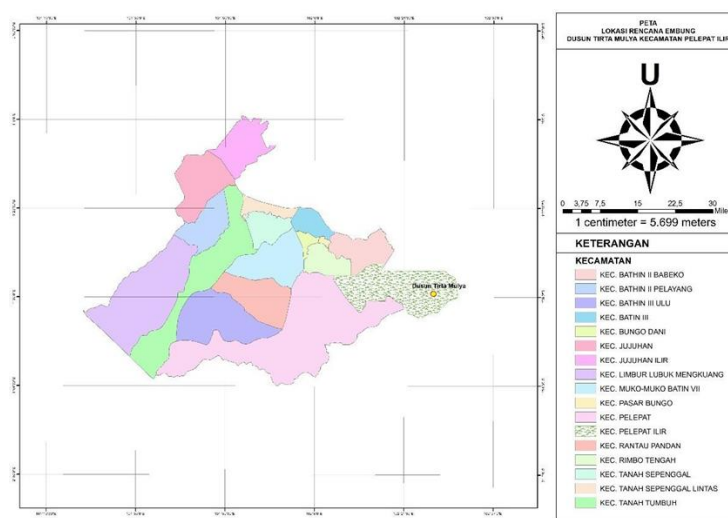 PETA
LOKASI RENCANA EMBUNG
DUSUN TIRTA MULYA KECAMATAN PELEPAT ILIR
U
0 3,75 7,5 15 22,5 30
Mile
1 centimeter = 5.699 meters
KETERANGAN
KECAMATAN
KEC. BATHIN II BABEKO
KEC. BATHIN II PELAYANG
KEC. BATHIN III ULU
KEC. BATIN III
KEC. BUNGO DANI
KEC. JUJUHAN
KEC. JUJUHAN ILIR
KEC. LIMBUR LUBUK MENGKUANG
KEC. MUKO-MUKO BATIN VII
KEC. PASAR BUNGO
KEC. PELEPAT
KEC. PELEPAT ILIR
KEC. RANTAU PANDAN
KEC. RIMBO TENGAH
KEC. TANAH SEPENGGAL
KEC. TANAH SEPENGGAL LINTAS
KEC. TANAH TUMBUH
Dusun Tirta Mulya